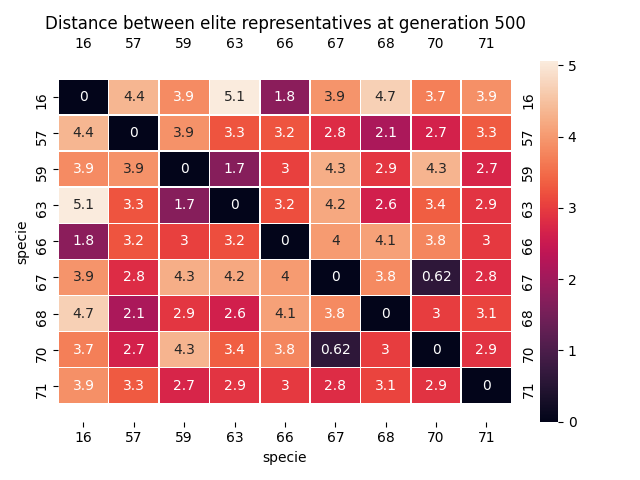 Distance between elite representatives at generation 500
16 57 59 63 66 67 68 70 71
16 0 4.4 3.9 5.1 1.8 3.9 4.7 3.7 3.9 16
57 4.4 0 3.9 3.3 3.2 2.8 2.1 2.7 3.3 57
59 3.9 3.9 0 1.7 3 4.3 2.9 4.3 2.7 59
63 5.1 3.3 1.7 0 3.2 4.2 2.6 3.4 2.9 63
specie
66 1.8 3.2 3 3.2 0 4 4.1 3.8 3 66
67 3.9 2.8 4.3 4.2 4 0 3.8 0.62 2.8 67
68 4.7 2.1 2.9 2.6 4.1 3.8 0 3 3.1 68
70 3.7 2.7 4.3 3.4 3.8 0.62 3 0 2.9 70
71 3.9 3.3 2.7 2.9 3 2.8 3.1 2.9 0 71
16 57 59 63 66 67 68 70 71
specie
5
4
3
2
1
0